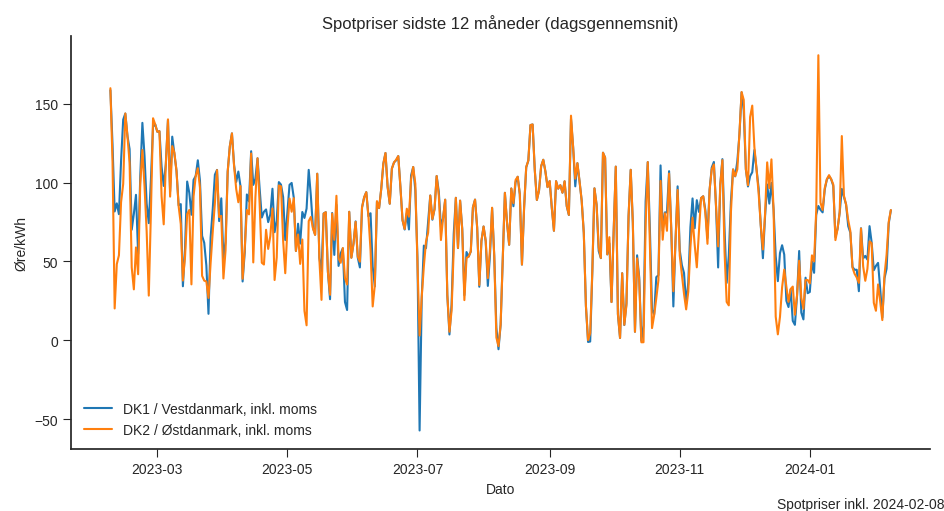 Spotpriser sidste 12 måneder (dagsgennemsnit)
Øre/kWh
150
100
50
0
−50
DK1 / Vestdanmark, inkl. moms
DK2 / Østdanmark, inkl. moms
2023-03 2023-05 2023-07 2023-09 2023-11 2024-01
Dato
Spotpriser inkl. 2024-02-08